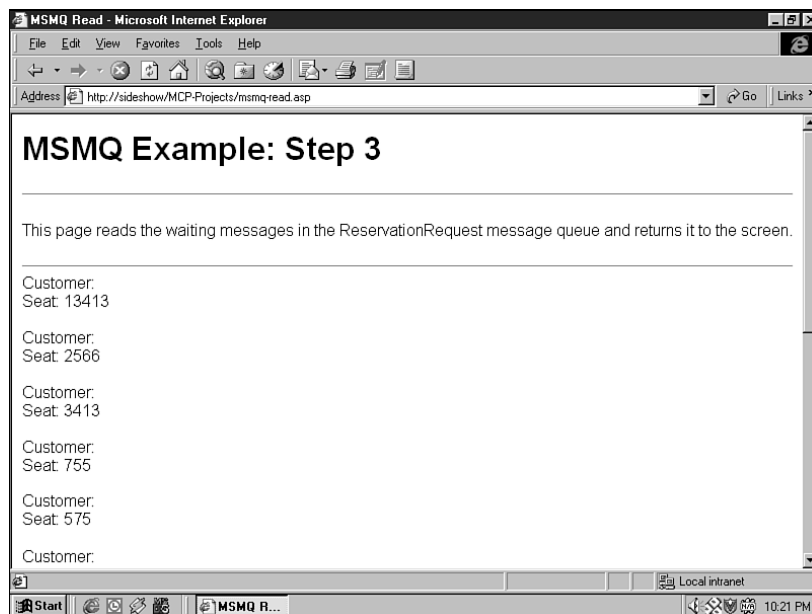 MSMQ Read - Microsoft Internet Explorer
File Edit View Favorites Tools Help
Address http://sideshow/MCP-Projects/msmq-read.asp Go Links
MSMQ Example: Step 3
This page reads the waiting messages in the ReservationRequest message queue and returns it to the screen.
Customer:
Seat: 13413
Customer:
Seat: 2566
Customer:
Seat: 3413
Customer:
Seat: 755
Customer:
Seat: 575
Customer:
Local intranet
Start MSMQ R... 10:21 PM